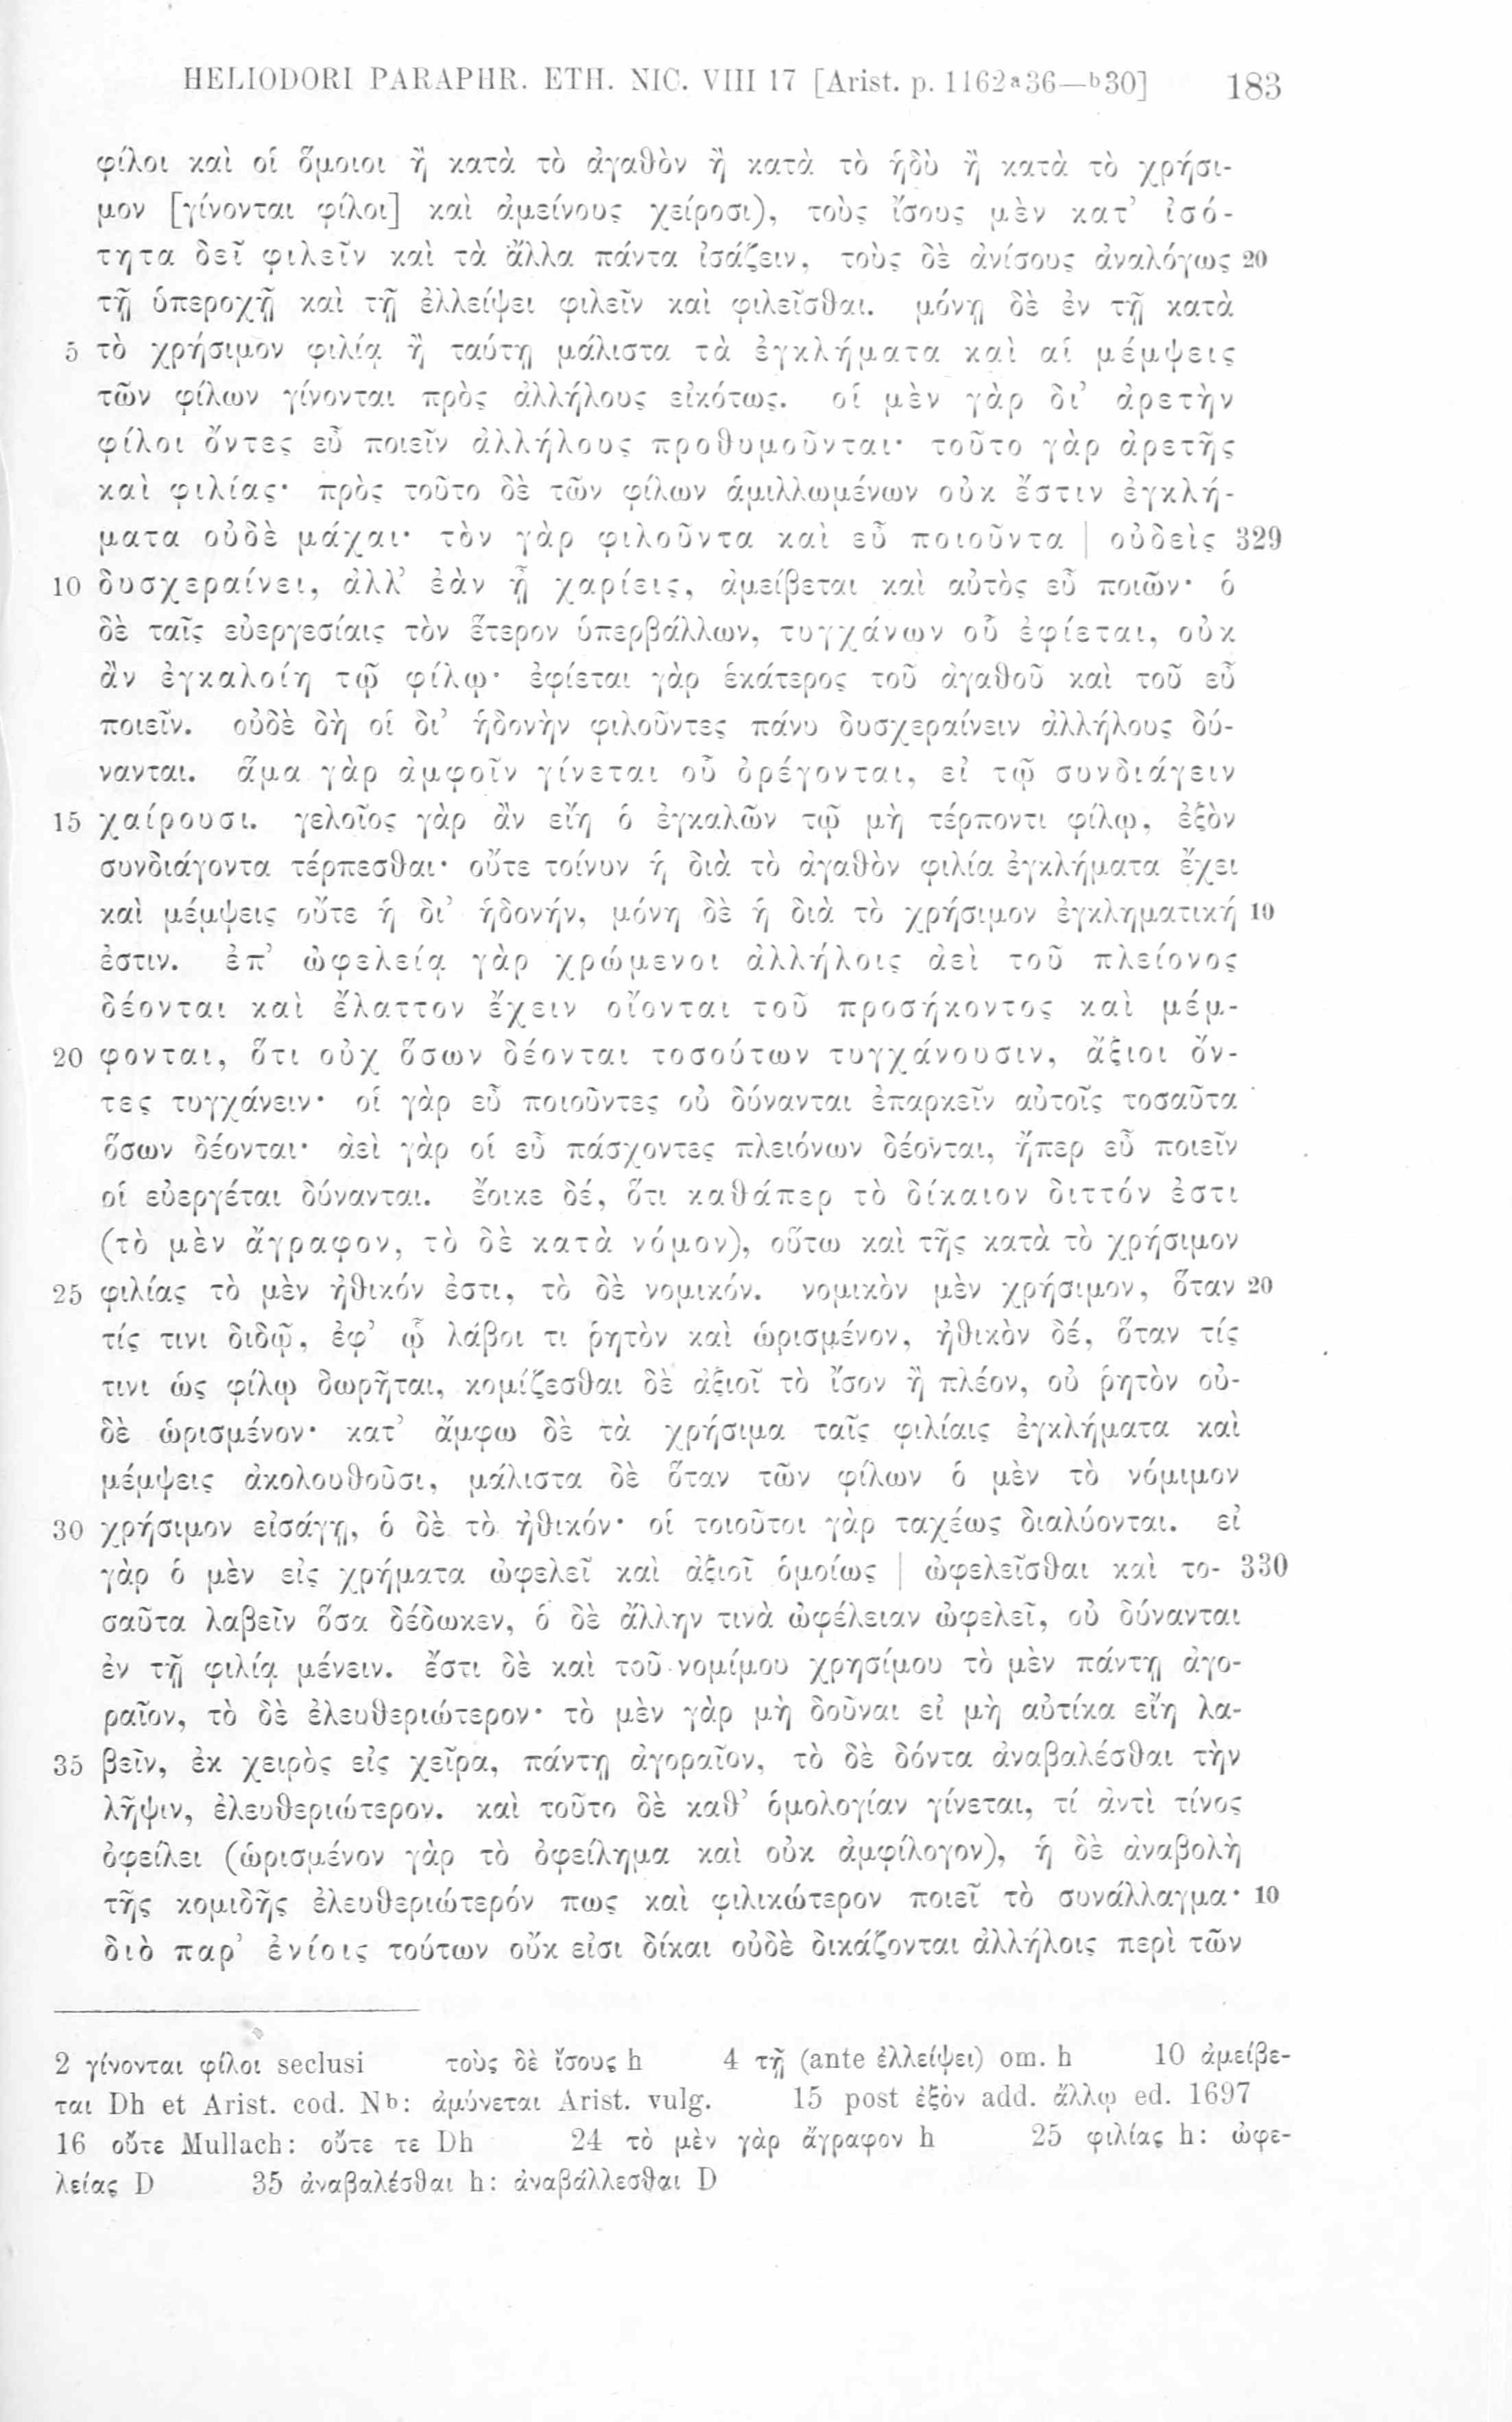 HELIODORI PARAPHR. ETH. NIC. VIII 17 [Arist. p. 1162a36—b30] 183
φίλοι καὶ οἱ ὅμοιοι ἢ κατὰ τὸ ἀγαθὸν ἢ κατὰ τὸ ἡδὺ ἢ κατὰ τὸ χρήσι-
μον [γίνονται φίλοι] καὶ ἀμείνους χείροσι), τοὺς ἴσους μὲν κατ’ ἰσό-
τητα δεῖ φιλεῖν καὶ τὰ ἄλλα πάντα ἰσάζειν, τοὺς δὲ ἀνίσους ἀναλόγως 20
τῇ ὑπεροχῇ καὶ τῇ ἐλλείψει φιλεῖν καὶ φιλεῖσθαι. μόνῃ δὲ ἐν τῇ κατὰ
5 τὸ χρήσιμον φιλίᾳ ἢ ταύτῃ μάλιστα τὰ ἐγκλήματα καὶ αἱ μέμψεις
τῶν φίλων γίνονται πρὸς ἀλλήλους εἰκότως. οἱ μὲν γὰρ δι’ ἀρετὴν
φίλοι ὄντες εὖ ποιεῖν ἀλλήλους προθυμοῦνται· τοῦτο γὰρ ἀρετῆς
καὶ φιλίας· πρὸς τοῦτο δὲ τῶν φίλων ἁμιλλωμένων οὐκ ἔστιν ἐγκλή-
ματα οὐδὲ μάχαι· τὸν γὰρ φιλοῦντα καὶ εὖ ποιοῦντα | οὐδεὶς 329
10 δυσχεραίνει, ἀλλ’ ἐὰν ᾖ χαρίεις, ἀμείβεται καὶ αὐτὸς εὖ ποιῶν· ὁ
δὲ ταῖς εὐεργεσίαις τὸν ἕτερον ὑπερβάλλων, τυγχάνων οὗ ἐφίεται, οὐκ
ἂν ἐγκαλοίη τῷ φίλῳ· ἐφίεται γὰρ ἑκάτερος τοῦ ἀγαθοῦ καὶ τοῦ εὖ
ποιεῖν. οὐδὲ δὴ οἱ δι’ ἡδονὴν φιλοῦντες πάνυ δυσχεραίνειν ἀλλήλους δύ-
νανται. ἅμα γὰρ ἀμφοῖν γίνεται οὗ ὀρέγονται, εἰ τῷ συνδιάγειν
15 χαίρουσι. γελοῖος γὰρ ἂν εἴη ὁ ἐγκαλῶν τῷ μὴ τέρποντι φίλῳ, ἐξὸν
συνδιάγοντα τέρπεσθαι· οὔτε τοίνυν ἡ διὰ τὸ ἀγαθὸν φιλία ἐγκλήματα ἔχει
καὶ μέμψεις οὔτε ἡ δι’ ἡδονήν, μόνη δὲ ἡ διὰ τὸ χρήσιμον ἐγκληματική 10
ἐστιν. ἐπ’ ὠφελείᾳ γὰρ χρώμενοι ἀλλήλοις ἀεὶ τοῦ πλείονος
δέονται καὶ ἔλαττον ἔχειν οἴονται τοῦ προσήκοντος καὶ μέμ-
20 φονται, ὅτι οὐχ ὅσων δέονται τοσούτων τυγχάνουσιν, ἄξιοι ὄν-
τες τυγχάνειν· οἱ γὰρ εὖ ποιοῦντες οὐ δύνανται ἐπαρκεῖν αὐτοῖς τοσαῦτα
ὅσων δέονται· ἀεὶ γὰρ οἱ εὖ πάσχοντες πλειόνων δέονται, ἤπερ εὖ ποιεῖν
οἱ εὐεργέται δύνανται. ἔοικε δέ, ὅτι καθάπερ τὸ δίκαιον διττόν ἐστι
(τὸ μὲν ἄγραφον, τὸ δὲ κατὰ νόμον), οὕτω καὶ τῆς κατὰ τὸ χρήσιμον
25 φιλίας τὸ μὲν ἠθικόν ἐστι, τὸ δὲ νομικόν. νομικὸν μὲν χρήσιμον, ὅταν 20
τίς τινι διδῷ, ἐφ’ ᾧ λάβοι τι ῥητὸν καὶ ὡρισμένον, ἠθικὸν δέ, ὅταν τίς
τινι ὡς φίλῳ δωρῆται, κομίζεσθαι δὲ ἀξιοῖ τὸ ἴσον ἢ πλέον, οὐ ῥητὸν οὐ-
δὲ ὡρισμένον· κατ’ ἄμφω δὲ τὰ χρήσιμα ταῖς φιλίαις ἐγκλήματα καὶ
μέμψεις ἀκολουθοῦσι, μάλιστα δὲ ὅταν τῶν φίλων ὁ μὲν τὸ νόμιμον
30 χρήσιμον εἰσάγῃ, ὁ δὲ τὸ ἠθικόν· οἱ τοιοῦτοι γὰρ ταχέως διαλύονται. εἰ
γὰρ ὁ μὲν εἰς χρήματα ὠφελεῖ καὶ ἀξιοῖ ὁμοίως | ὠφελεῖσθαι καὶ το- 330
σαῦτα λαβεῖν ὅσα δέδωκεν, ὁ δὲ ἄλλην τινὰ ὠφέλειαν ὠφελεῖ, οὐ δύνανται
ἐν τῇ φιλίᾳ μένειν. ἔστι δὲ καὶ τοῦ νομίμου χρησίμου τὸ μὲν πάντῃ ἀγο-
ραῖον, τὸ δὲ ἐλευθεριώτερον· τὸ μὲν γὰρ μὴ δοῦναι εἰ μὴ αὐτίκα εἴη λα-
35 βεῖν, ἐκ χειρὸς εἰς χεῖρα, πάντῃ ἀγοραῖον, τὸ δὲ δόντα ἀναβαλέσθαι τὴν
λῆψιν, ἐλευθεριώτερον. καὶ τοῦτο δὲ καθ’ ὁμολογίαν γίνεται, τί ἀντὶ τίνος
ὀφείλει (ὡρισμένον γὰρ τὸ ὀφείλημα καὶ οὐκ ἀμφίλογον), ἡ δὲ ἀναβολὴ
τῆς κομιδῆς ἐλευθεριώτερόν πως καὶ φιλικώτερον ποιεῖ τὸ συνάλλαγμα· 10
διὸ παρ’ ἐνίοις τούτων οὔκ εἰσι δίκαι οὐδὲ δικάζονται ἀλλήλοις περὶ τῶν
2 γίνονται φίλοι seclusi τοὺς δὲ ἴσους h 4 τῇ (ante ἐλλείψει) om. h 10 ἀμείβε-
ται Dh et Arist. cod. Nb: ἀμύνεται Arist. vulg. 15 post ἐξὸν add. ἄλλῳ ed. 1697
16 οὔτε Mullach: οὔτε τε Dh 24 τὸ μὲν γὰρ ἄγραφον h 25 φιλίας h: ὠφε-
λείας D 35 ἀναβαλέσθαι h: ἀναβάλλεσθαι D